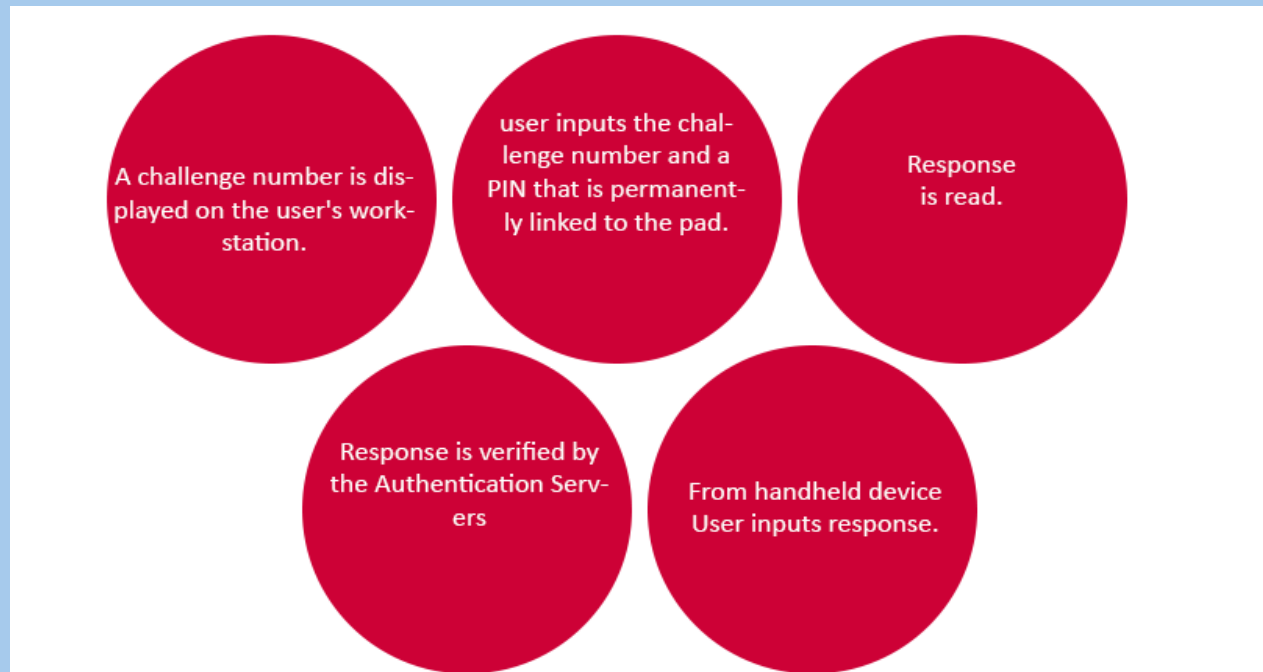 A challenge number is dis-
played on the user's work-
station.
user inputs the chal-
lenge number and a
PIN that is permanent-
ly linked to the pad.
Response
is read.
Response is verified by
the Authentication Serv-
ers
From handheld device
User inputs response.